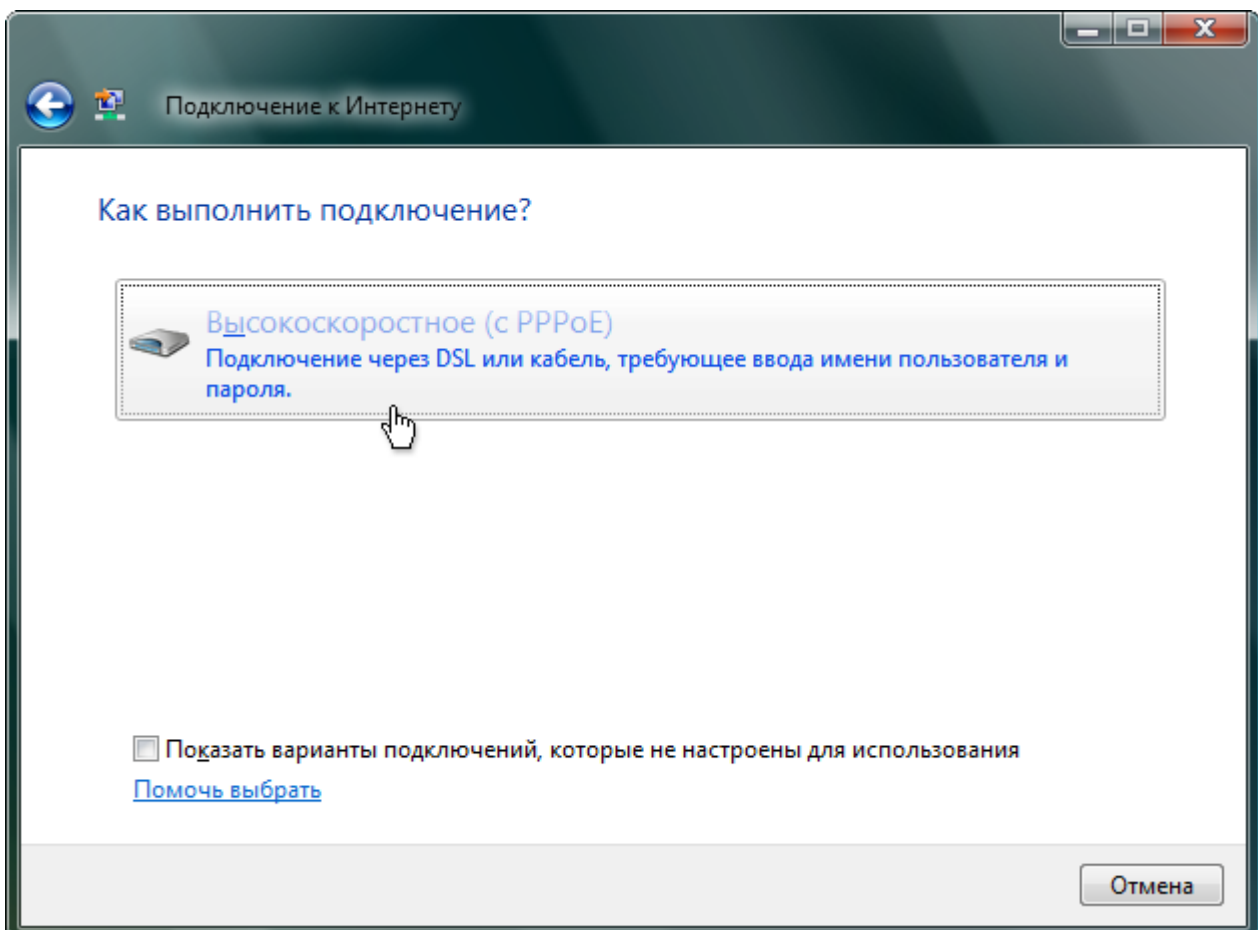 Подключение к Интернету
Как выполнить подключение?
Высокоскоростное (с PPPoE)
Подключение через DSL или кабель, требующее ввода имени пользователя и
пароля.
Показать варианты подключений, которые не настроены для использования
Помочь выбрать
Отмена